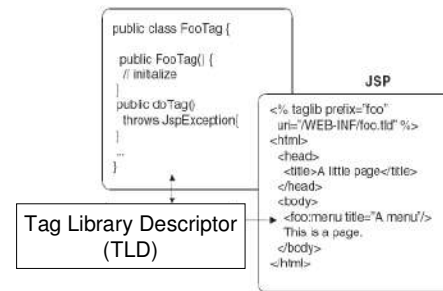 public class FooTag {
public FooTag() {
// initialize
}
public doTag()
throws JspException{
}
...
}
JSP
<% taglib prefix="foo"
uri="/WEB-INF/foo.tld" %>
<html>
<head>
<title>A little page</title>
</head>
<body>
<foo:menu title="A menu"/>
This is a page.
</body>
</html>
Tag Library Descriptor
(TLD)